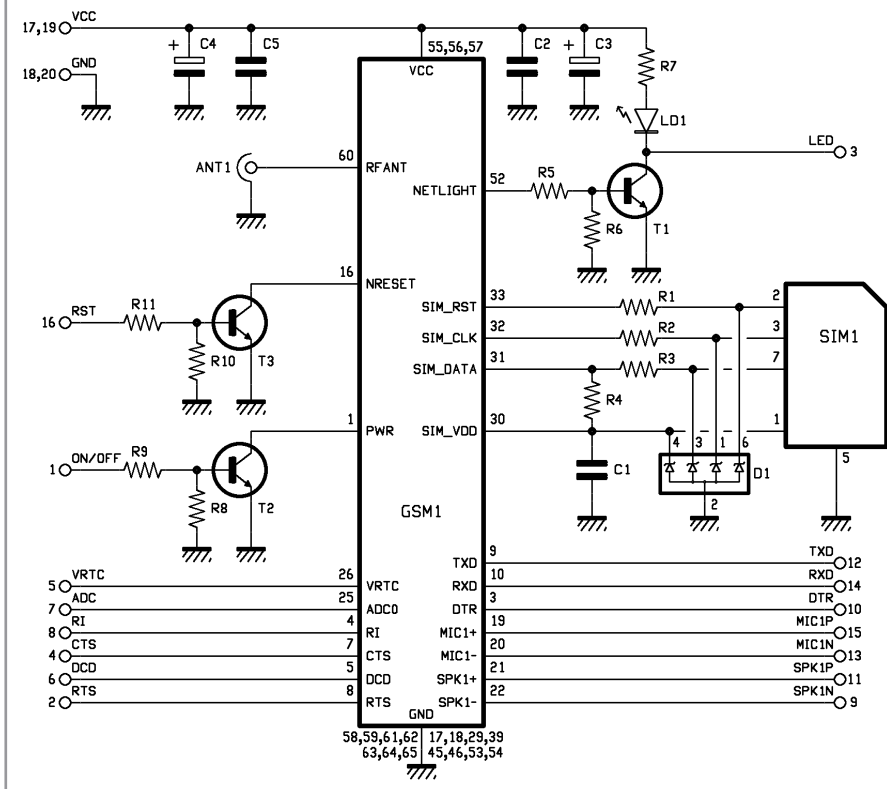 VCC
17,19
+ C4 C5
55,56,57
C2 + C3
R7
GND
18,20
VCC
LD1
LED
3
ANT1
60
RFANT
NETLIGHT
52
R5
R6
T1
16
NRESET
RST
16
R11
R10
T3
SIM_RST
33
R1
2
SIM_CLK
32
R2
3
SIM_DATA
31
R3
7
R4
SIM1
1
PWR
SIM_VDD
30
1
4 3 1 6
ON/OFF
1
R9
R8
T2
C1
D1
2
5
GSM1
TXD
9
TXD
12
VRTC
5
26
VRTC
RXD
10
RXD
14
ADC
7
25
ADC0
DTR
3
DTR
10
RI
8
4
RI
MIC1+
19
MIC1P
15
CTS
4
7
CTS
MIC1-
20
MIC1N
13
DCD
6
5
DCD
SPK1+
21
SPK1P
11
RTS
2
8
RTS
SPK1-
22
SPK1N
9
GND
58,59,61,62 17,18,29,39
63,64,65 45,46,53,54